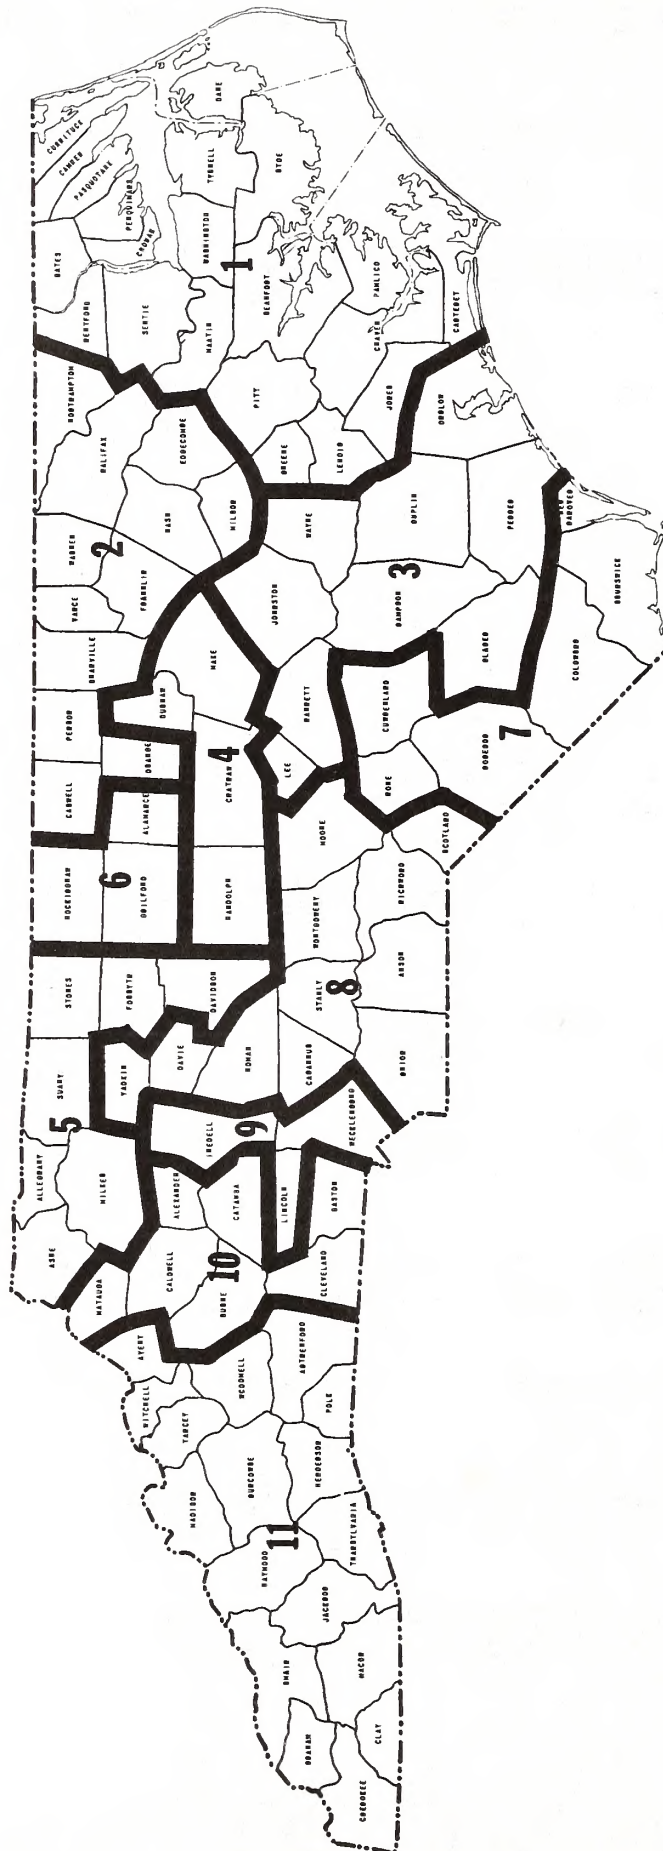 CURRITUCK
CAMDEN
PASQUOTANK
PERQUIMANS
CHOWAN
GATES
HERTFORD
BERTIE
WASHINGTON
TYRRELL
DARE
HYDE
MARTIN
BEAUFORT
1
PITT
PAMLICO
CRAVEN
CARTERET
JONES
GREENE
LENOIR
ONSLOW
NORTHAMPTON
HALIFAX
EDGECOMBE
WARREN
2
NASH
WILSON
VANCE
FRANKLIN
GRANVILLE
PERSON
CASWELL
ORANGE
DURHAM
WAKE
4
CHATHAM
RANDOLPH
WAYNE
DUPLIN
JOHNSTON
SAMPSON
3
PENDER
NEW HANOVER
BRUNSWICK
BLADEN
COLUMBUS
HARNETT
LEE
CUMBERLAND
HOKE
ROBESON
7
ALAMANCE
ROCKINGHAM
6
GUILFORD
MOORE
SCOTLAND
RICHMOND
MONTGOMERY
ANSON
STANLY
8
UNION
CABARRUS
ROWAN
DAVIE
YADKIN
STOKES
FORSYTH
DAVIDSON
SURRY
5
ALLEGHANY
WILKES
ASHE
IREDELL
9
MECKLENBURG
LINCOLN
WATAUGA
ALEXANDER
CATAWBA
CALDWELL
10
BURKE
GASTON
CLEVELAND
AVERY
MITCHELL
YANCEY
MCDOWELL
RUTHERFORD
POLK
MADISON
BUNCOMBE
HENDERSON
11
HAYWOOD
TRANSYLVANIA
JACKSON
SWAIN
MACON
GRAHAM
CLAY
CHEROKEE